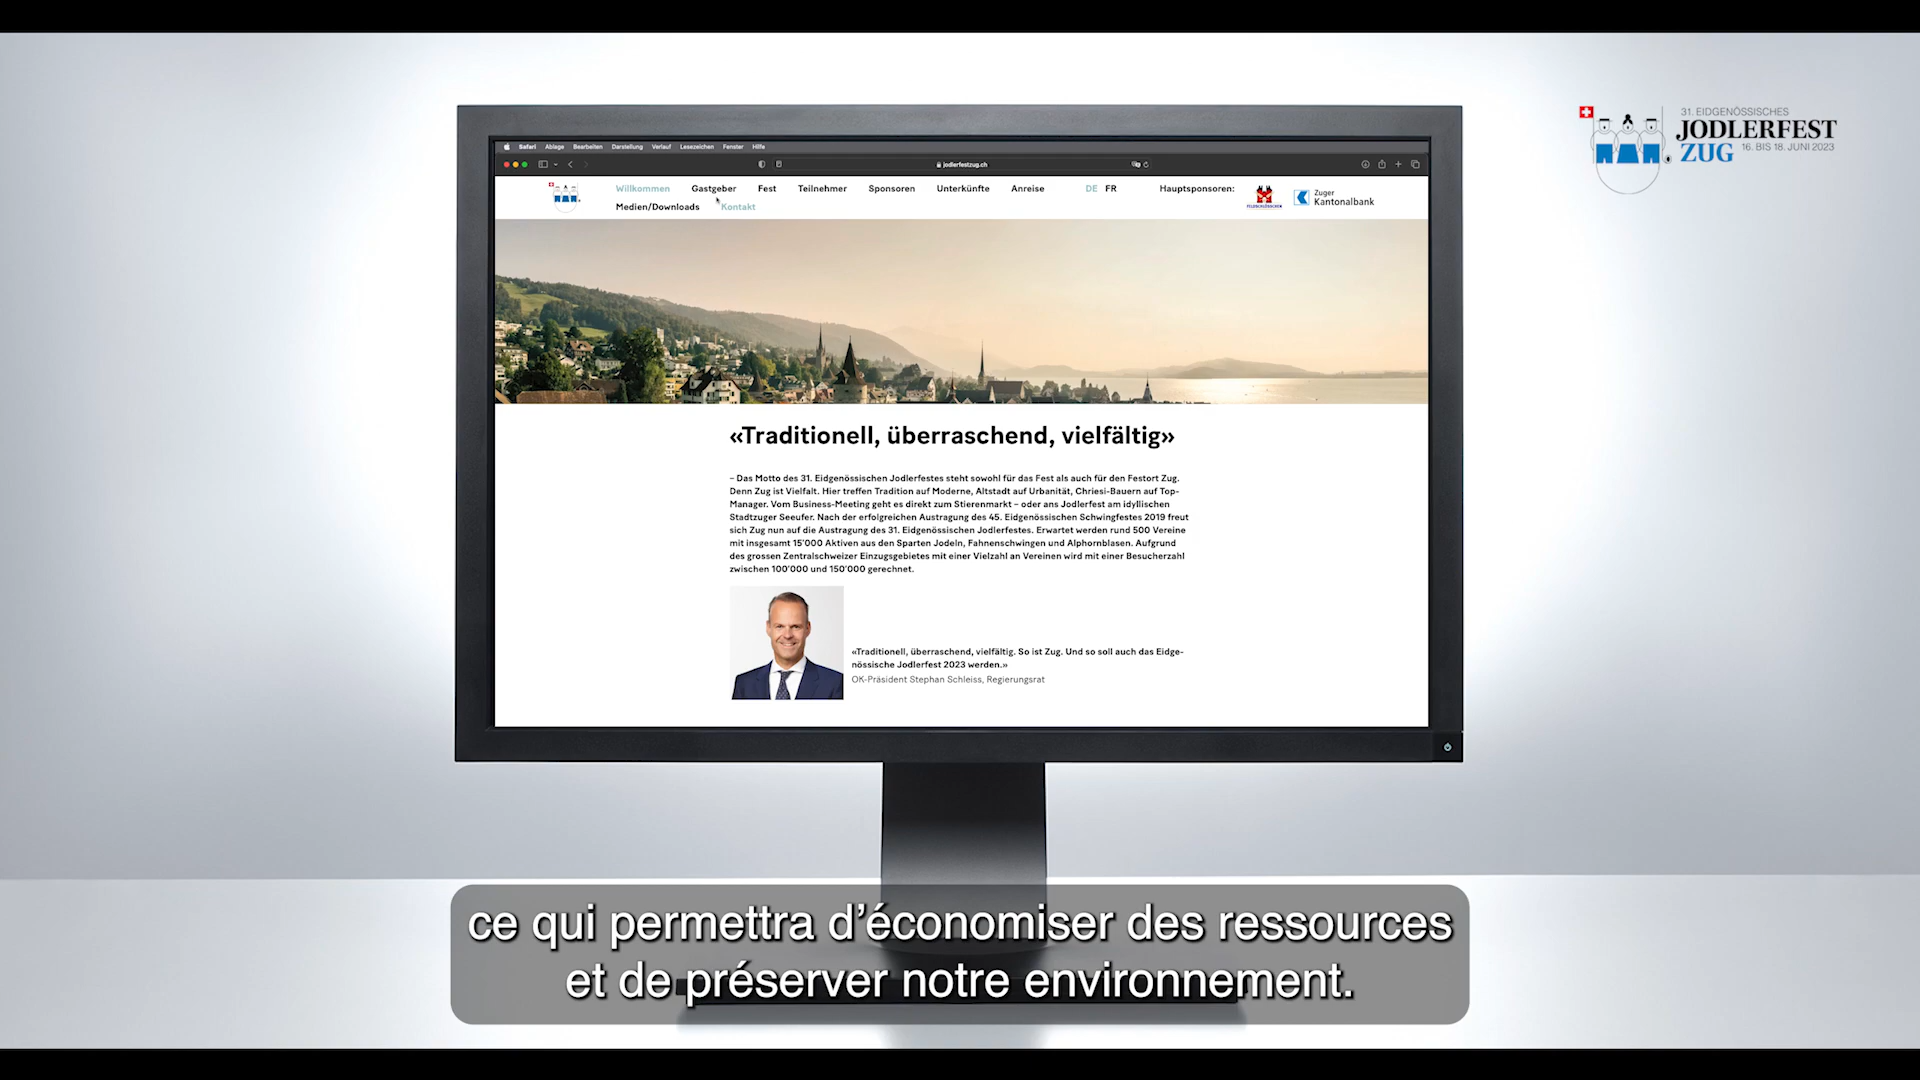 31. EIDGENÖSSISCHES
JODLERFEST
ZUG 16. BIS 18. JUNI 2023
Safari Ablage Bearbeiten Darstellung Verlauf Lesezeichen Fenster Hilfe
jodlerfestzug.ch
Willkommen Gastgeber Fest Teilnehmer Sponsoren Unterkünfte Anreise DE FR Hauptsponsoren:
Medien/Downloads Kontakt
FELDSCHLÖSSCHEN
Zuger
Kantonalbank
«Traditionell, überraschend, vielfältig»
– Das Motto des 31. Eidgenössischen Jodlerfestes steht sowohl für das Fest als auch für den Festort Zug.
Denn Zug ist Vielfalt. Hier treffen Tradition auf Moderne, Altstadt auf Urbanität, Chriesi-Bauern auf Top-
Manager. Vom Business-Meeting geht es direkt zum Stierenmarkt – oder ans Jodlerfest am idyllischen
Stadtzuger Seeufer. Nach der erfolgreichen Austragung des 45. Eidgenössischen Schwingfestes 2019 freut
sich Zug nun auf die Austragung des 31. Eidgenössischen Jodlerfestes. Erwartet werden rund 500 Vereine
mit insgesamt 15’000 Aktiven aus den Sparten Jodeln, Fahnenschwingen und Alphornblasen. Aufgrund
des grossen Zentralschweizer Einzugsgebietes mit einer Vielzahl an Vereinen wird mit einer Besucherzahl
zwischen 100’000 und 150’000 gerechnet.
«Traditionell, überraschend, vielfältig. So ist Zug. Und so soll auch das Eidge-
nössische Jodlerfest 2023 werden.»
OK-Präsident Stephan Schleiss, Regierungsrat
ce qui permettra d’économiser des ressources
et de préserver notre environnement.